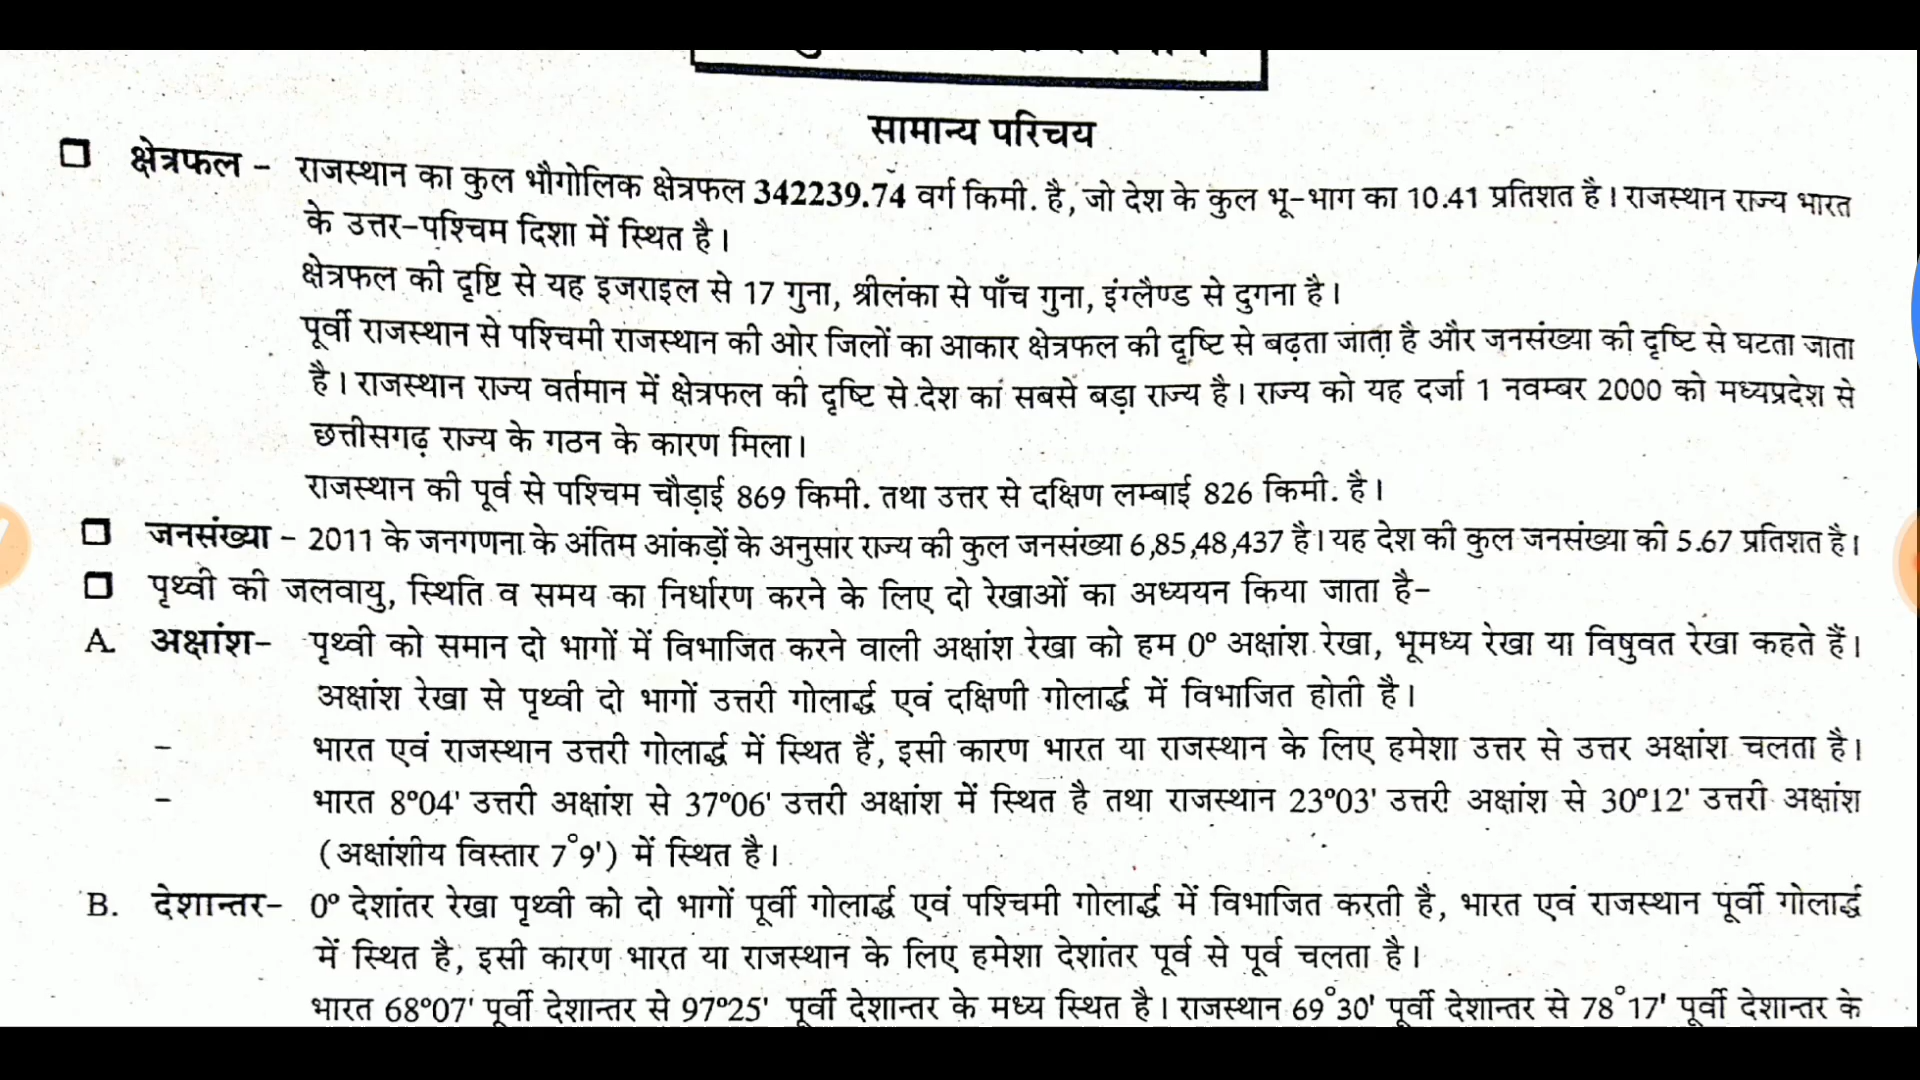 सामान्य परिचय
क्षेत्रफल - राजस्थान का कुल भौगोलिक क्षेत्रफल 342239.74 वर्ग किमी. है, जो देश के कुल भू-भाग का 10.41 प्रतिशत है। राजस्थान राज्य भारत
के उत्तर-पश्चिम दिशा में स्थित है।
क्षेत्रफल की दृष्टि से यह इजराइल से 17 गुना, श्रीलंका से पाँच गुना, इंग्लैण्ड से दुगना है।
पूर्वी राजस्थान से पश्चिमी राजस्थान की ओर जिलों का आकार क्षेत्रफल की दृष्टि से बढ़ता जाता है और जनसंख्या की दृष्टि से घटता जाता
है। राजस्थान राज्य वर्तमान में क्षेत्रफल की दृष्टि से देश का सबसे बड़ा राज्य है। राज्य को यह दर्जा 1 नवम्बर 2000 को मध्यप्रदेश से
छत्तीसगढ़ राज्य के गठन के कारण मिला।
राजस्थान की पूर्व से पश्चिम चौड़ाई 869 किमी. तथा उत्तर से दक्षिण लम्बाई 826 किमी. है।
जनसंख्या - 2011 के जनगणना के अंतिम आंकड़ों के अनुसार राज्य की कुल जनसंख्या 6,85,48,437 है। यह देश की कुल जनसंख्या की 5.67 प्रतिशत है।
पृथ्वी की जलवायु, स्थिति व समय का निर्धारण करने के लिए दो रेखाओं का अध्ययन किया जाता है-
A. अक्षांश- पृथ्वी को समान दो भागों में विभाजित करने वाली अक्षांश रेखा को हम 0° अक्षांश रेखा, भूमध्य रेखा या विषुवत रेखा कहते हैं।
अक्षांश रेखा से पृथ्वी दो भागों उत्तरी गोलार्द्ध एवं दक्षिणी गोलार्द्ध में विभाजित होती है।
- भारत एवं राजस्थान उत्तरी गोलार्द्ध में स्थित हैं, इसी कारण भारत या राजस्थान के लिए हमेशा उत्तर से उत्तर अक्षांश चलता है।
- भारत 8°04' उत्तरी अक्षांश से 37°06' उत्तरी अक्षांश में स्थित है तथा राजस्थान 23°03' उत्तरी अक्षांश से 30°12' उत्तरी अक्षांश
(अक्षांशीय विस्तार 7°9') में स्थित है।
B. देशान्तर- 0° देशांतर रेखा पृथ्वी को दो भागों पूर्वी गोलार्द्ध एवं पश्चिमी गोलार्द्ध में विभाजित करती है, भारत एवं राजस्थान पूर्वी गोलार्द्ध
में स्थित है, इसी कारण भारत या राजस्थान के लिए हमेशा देशांतर पूर्व से पूर्व चलता है।
भारत 68°07' पूर्वी देशान्तर से 97°25' पूर्वी देशान्तर के मध्य स्थित है। राजस्थान 69°30' पूर्वी देशान्तर से 78°17' पूर्वी देशान्तर के